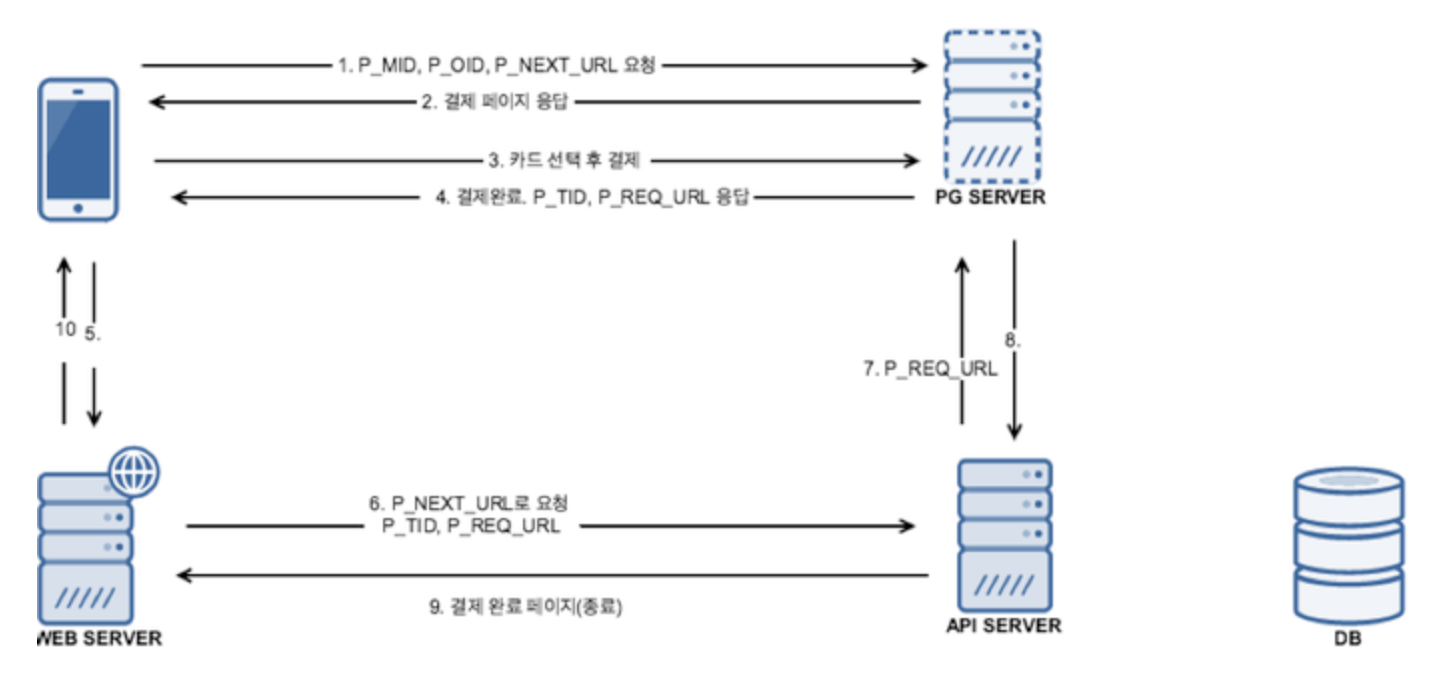 1. P_MID, P_OID, P_NEXT_URL 요청
2. 결제 페이지 응답
3. 카드 선택 후 결제
4. 결제완료. P_TID, P_REQ_URL 응답
PG SERVER
10
5.
8.
7. P_REQ_URL
6. P_NEXT_URL로 요청
P_TID, P_REQ_URL
9. 결제 완료 페이지(종료)
WEB SERVER
API SERVER
DB